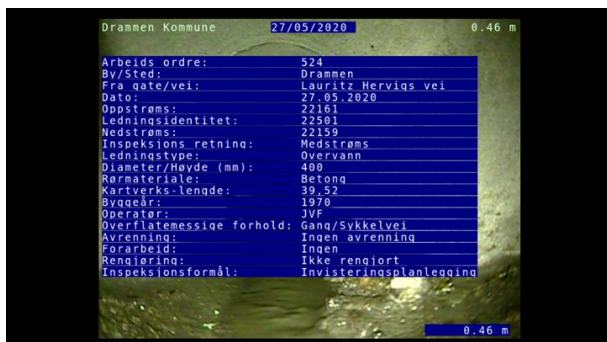 Drammen Kommune 27/05/2020 0.46 m
Arbeids ordre: 524
By/Sted: Drammen
Fra gate/vei: Lauritz Hervigs vei
Dato: 27.05.2020
Oppstrøms: 22161
Ledningsidentitet: 22501
Nedstrøms: 22159
Inspeksjons retning: Medstrøms
Ledningstype: Overvann
Diameter/Høyde (mm): 400
Rørmateriale: Betong
Kartverks-lengde: 39,52
Byggeår: 1970
Operatør: JVF
Overflatemessige forhold: Gang/Sykkelvei
Avrenning: Ingen avrenning
Forarbeid: Ingen
Rengjøring: Ikke rengjort
Inspeksjonsformål: Invisteringsplanlegging
0.46 m